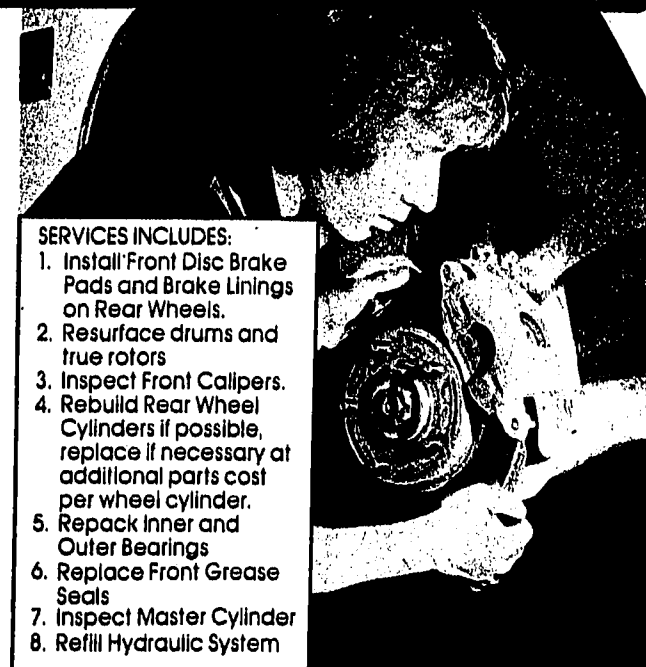 SERVICES INCLUDES:
1. Install Front Disc Brake
Pads and Brake Linings
on Rear Wheels.
2. Resurface drums and
true rotors
3. Inspect Front Calipers.
4. Rebuild Rear Wheel
Cylinders if possible,
replace if necessary at
additional parts cost
per wheel cylinder.
5. Repack Inner and
Outer Bearings
6. Replace Front Grease
Seals
7. Inspect Master Cylinder
8. Refill Hydraulic System